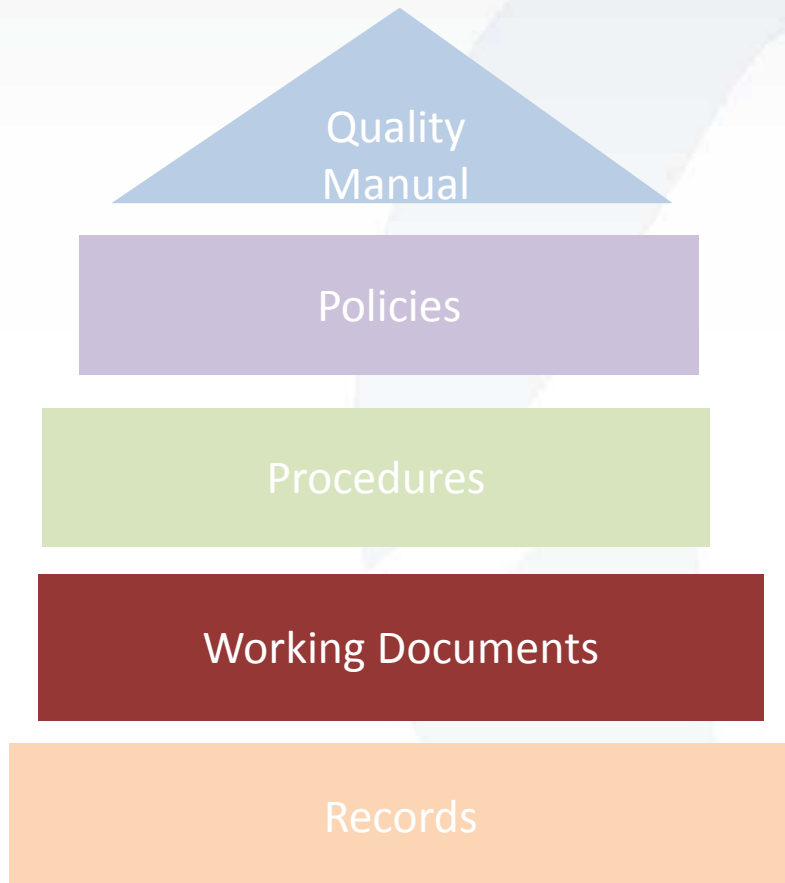 Quality
Manual
Policies
Procedures
Working Documents
Records